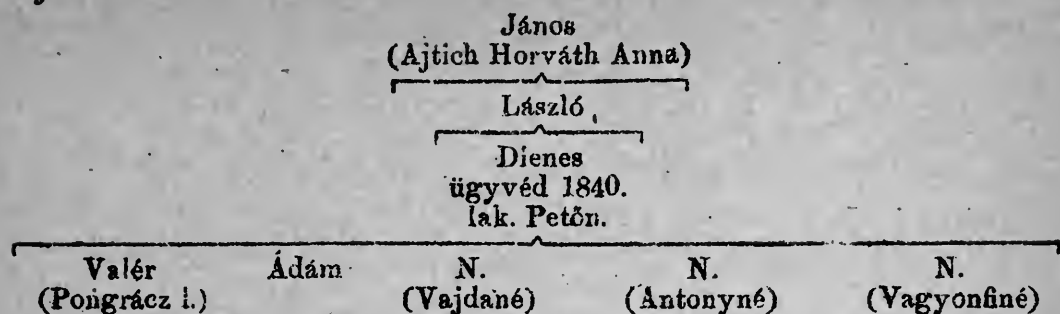 János
(Ajtich Horváth Anna)
László
Dienes
ügyvéd 1840.
lak. Petőn.
Valér Ádám N. N. N.
(Pongrácz l.) (Vajdané) (Antonyné) (Vagyonfiné)